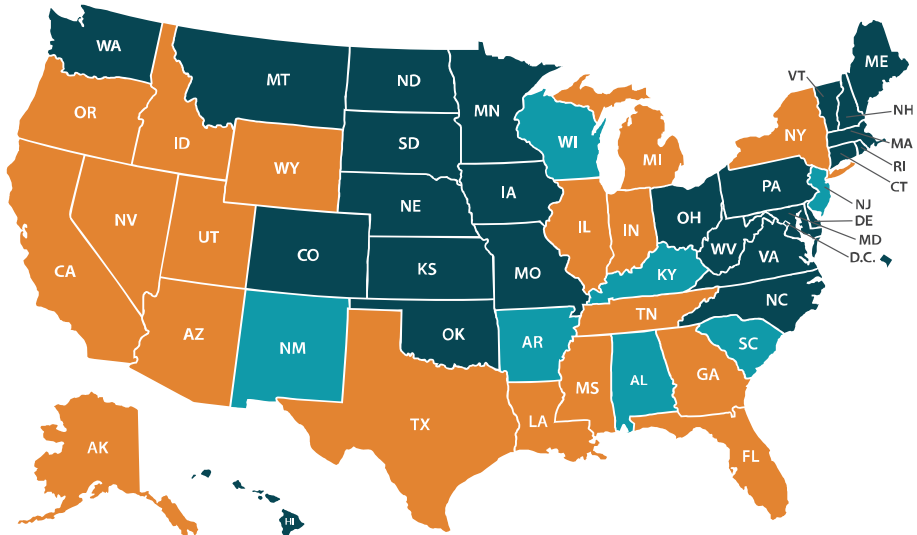 WA
MT
ND
MN
ME
VT
NH
OR
ID
SD
WI
NY
MA
MI
RI
WY
CT
IA
PA
NE
NJ
NV
OH
DE
UT
IL
IN
MD
CO
WV
VA
D.C.
CA
KS
MO
KY
NC
TN
AZ
OK
AR
SC
NM
GA
MS
AL
TX
LA
AK
FL
HI